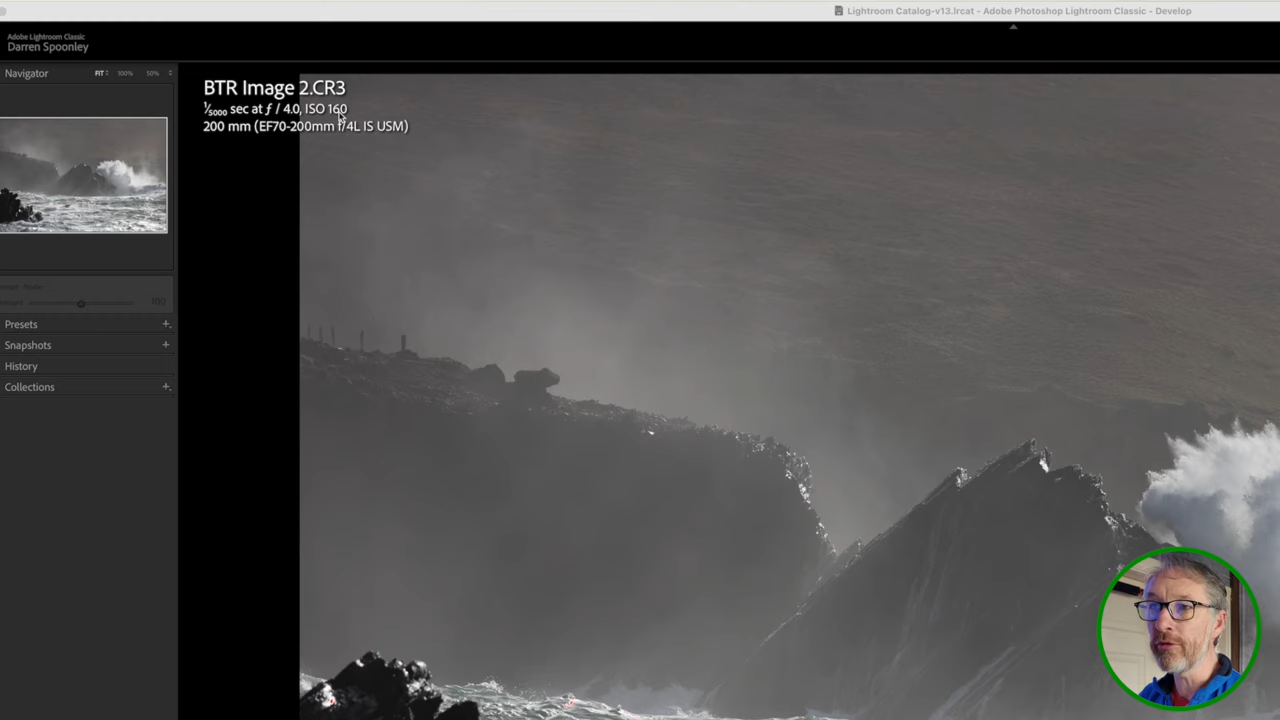 Lightroom Catalog-v13.lrcat - Adobe Photoshop Lightroom Classic - Develop
Adobe Lightroom Classic
Darren Spoonley
Navigator
FIT
100%
50%
BTR Image 2.CR3
1/5000 sec at ƒ / 4.0, ISO 160
200 mm (EF70-200mm f/4L IS USM)
100
Presets
Snapshots
History
Collections